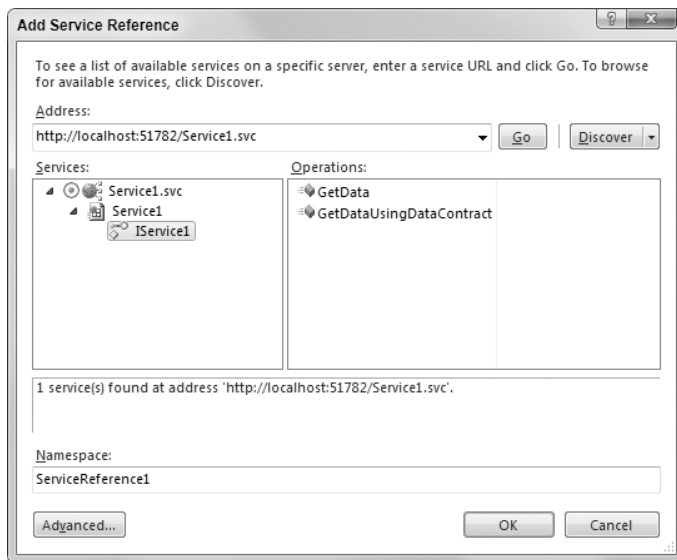 Add Service Reference
To see a list of available services on a specific server, enter a service URL and click Go. To browse
for available services, click Discover.
Address:
http://localhost:51782/Service1.svc
Go
Discover
Services:
Operations:
Service1.svc
Service1
IService1
GetData
GetDataUsingDataContract
1 service(s) found at address 'http://localhost:51782/Service1.svc'.
Namespace:
ServiceReference1
Advanced...
OK
Cancel